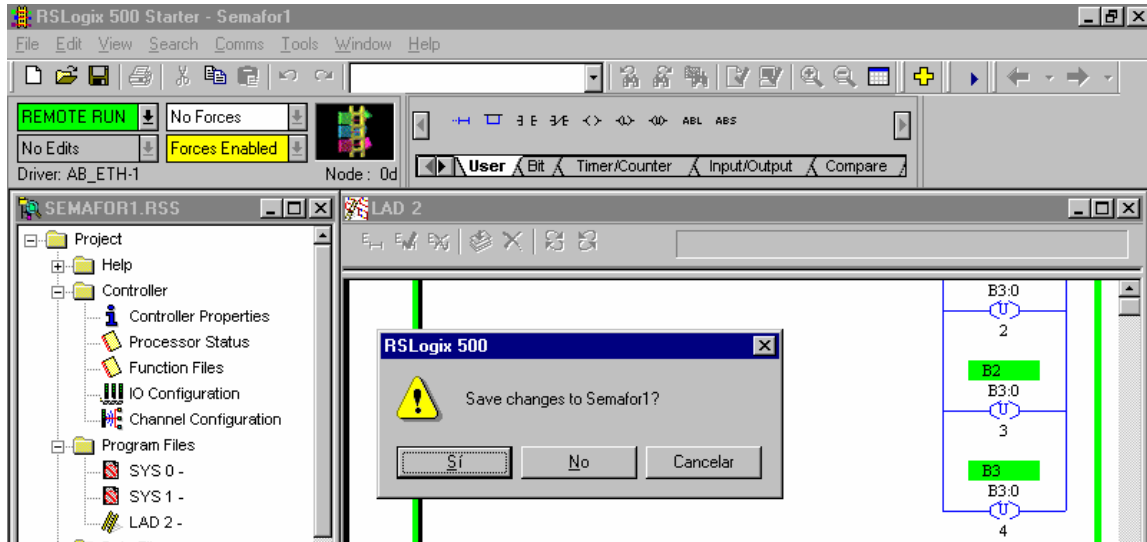 RSLogix 500 Starter - Semafor1
File Edit View Search Comms Tools Window Help
REMOTE RUN No Forces
No Edits Forces Enabled
Driver: AB_ETH-1 Node : 0d
ABL ABS
User Bit Timer/Counter Input/Output Compare
SEMAFOR1.RSS
Project
Help
Controller
Controller Properties
Processor Status
Function Files
IO Configuration
Channel Configuration
Program Files
SYS 0 -
SYS 1 -
LAD 2 -
LAD 2
B3:0
U
2
B2
B3:0
U
3
B3
B3:0
U
4
RSLogix 500
Save changes to Semafor1?
Sí No Cancelar